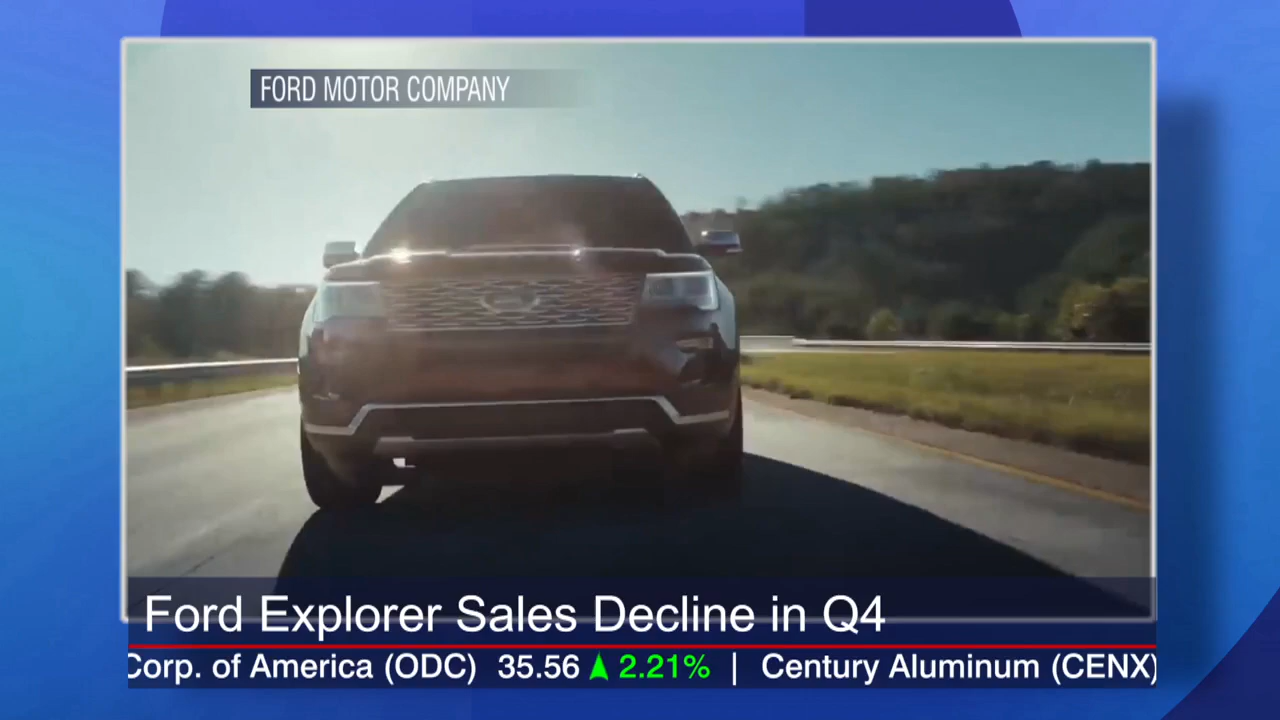 FORD MOTOR COMPANY
Ford Explorer Sales Decline in Q4
Corp. of America (ODC) 35.56 ▲ 2.21% | Century Aluminum (CENX)